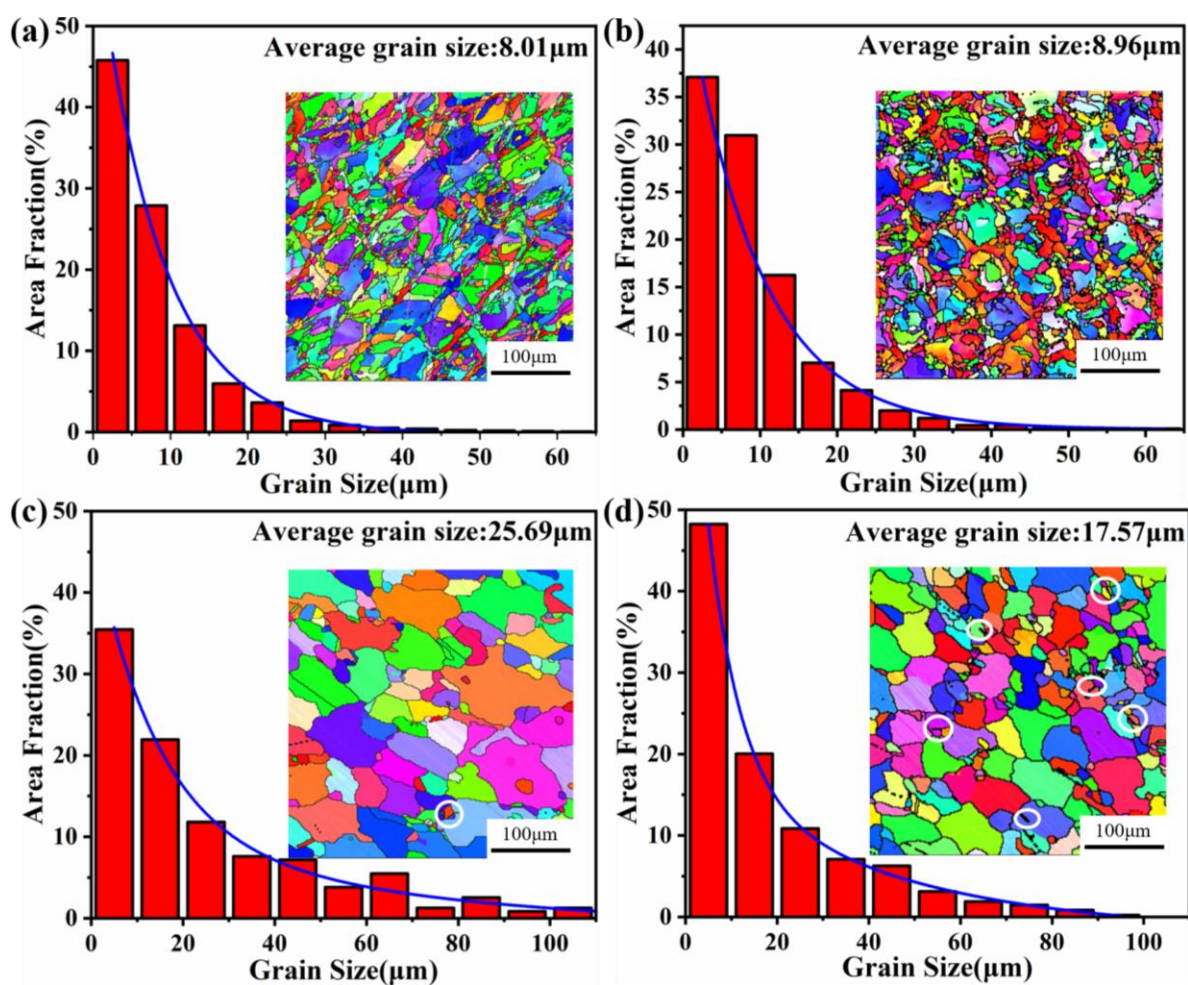 (a)
Average grain size:8.01μm
50
40
30
20
10
0
Area Fraction(%)
100μm
0 10 20 30 40 50 60
Grain Size(μm)
(b)
Average grain size:8.96μm
40
35
30
25
20
15
10
5
0
Area Fraction(%)
100μm
0 10 20 30 40 50 60
Grain Size(μm)
(c)
Average grain size:25.69μm
50
40
30
20
10
0
Area Fraction(%)
100μm
0 20 40 60 80 100
Grain Size(μm)
(d)
Average grain size:17.57μm
50
40
30
20
10
0
Area Fraction(%)
100μm
0 20 40 60 80 100
Grain Size(μm)